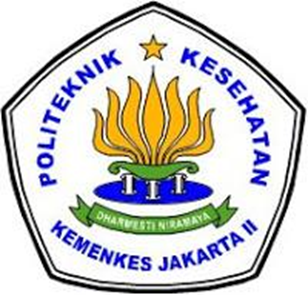 POLITEKNIK KESEHATAN
DHARMESTI NIRAMAYA
KEMENKES JAKARTA II